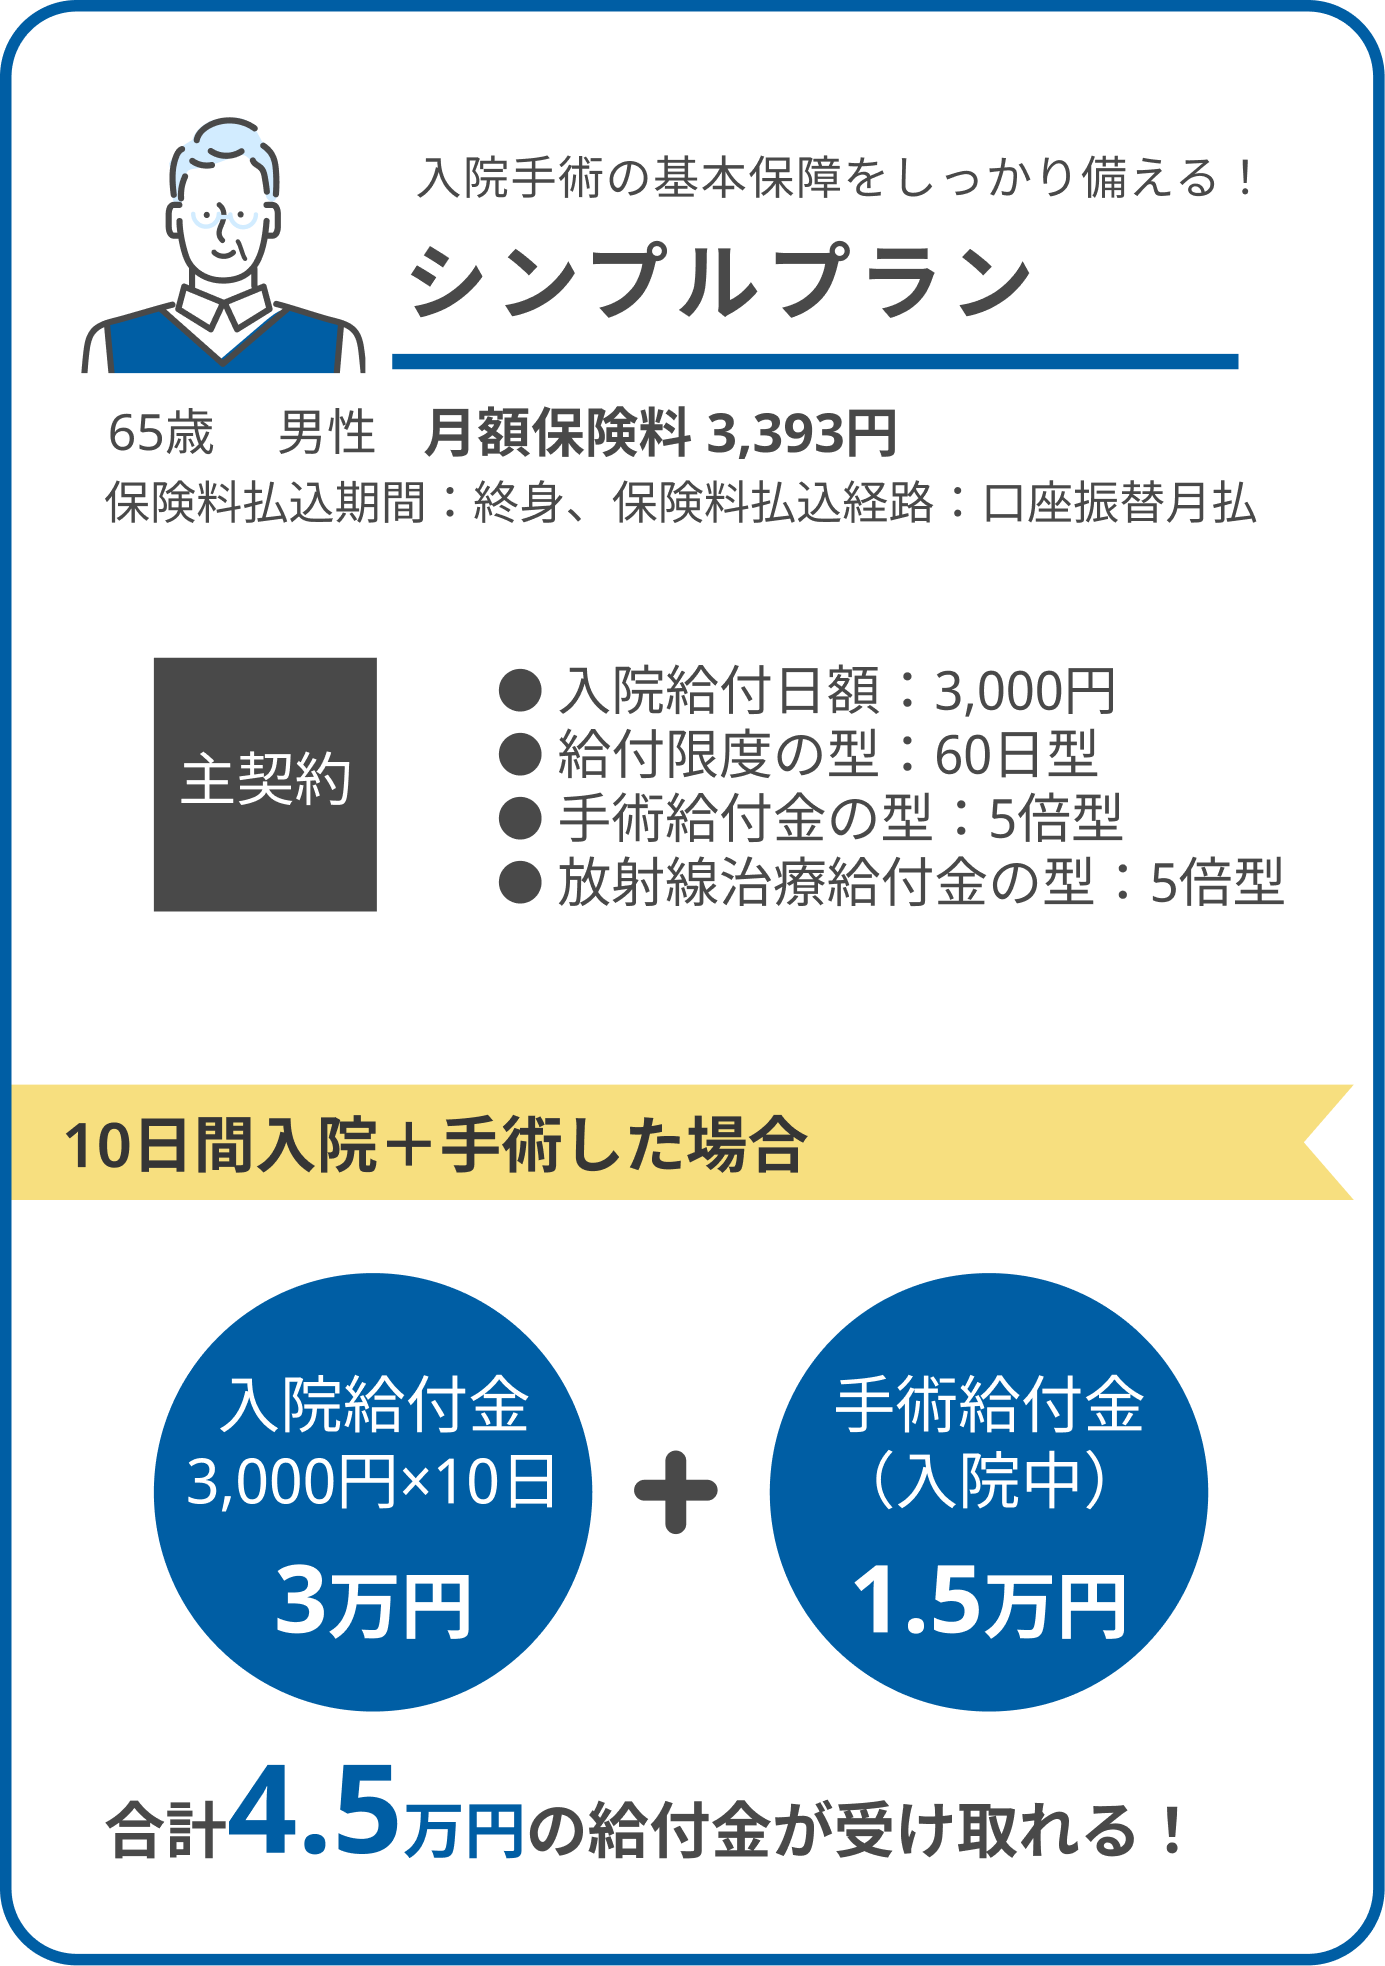 入院手術の基本保障をしっかり備える！
シンプルプラン
65歳　男性　月額保険料 3,393円
保険料払込期間：終身、保険料払込経路：口座振替月払
主契約
● 入院給付日額：3,000円
● 給付限度の型：60日型
● 手術給付金の型：5倍型
● 放射線治療給付金の型：5倍型
10日間入院＋手術した場合
入院給付金
3,000円×10日
3万円
+
手術給付金
（入院中）
1.5万円
合計4.5万円の給付金が受け取れる！